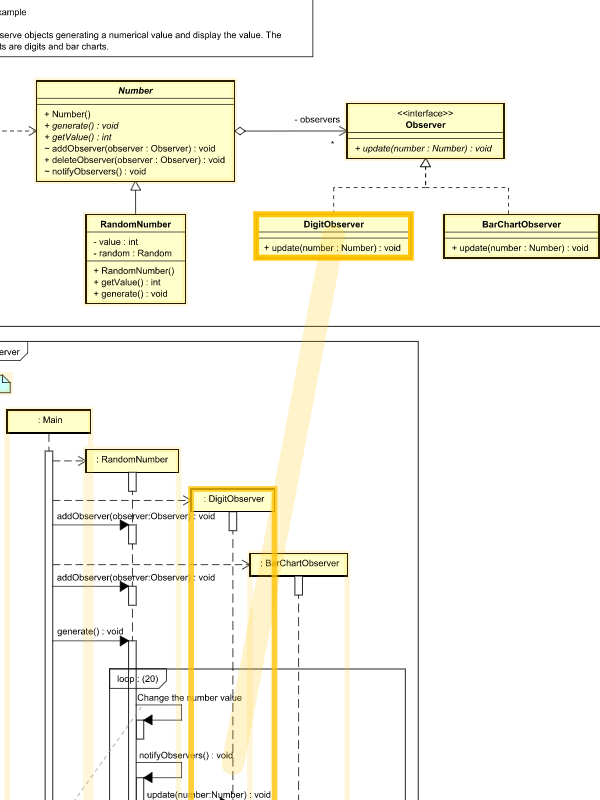 xample
serve objects generating a numerical value and display the value. The
ts are digits and bar charts.
Number
+ Number()
+ generate() : void
+ getValue() : int
~ addObserver(observer : Observer) : void
+ deleteObserver(observer : Observer) : void
~ notifyObservers() : void
- observers
*
<<interface>>
Observer
+ update(number : Number) : void
RandomNumber
- value : int
- random : Random
+ RandomNumber()
+ getValue() : int
+ generate() : void
DigitObserver
+ update(number : Number) : void
BarChartObserver
+ update(number : Number) : void
erver
: Main
: RandomNumber
: DigitObserver
addObserver(observer:Observer) : void
: BarChartObserver
addObserver(observer:Observer) : void
generate() : void
loop : (20)
Change the number value
notifyObservers() : void
update(number:Number) : void